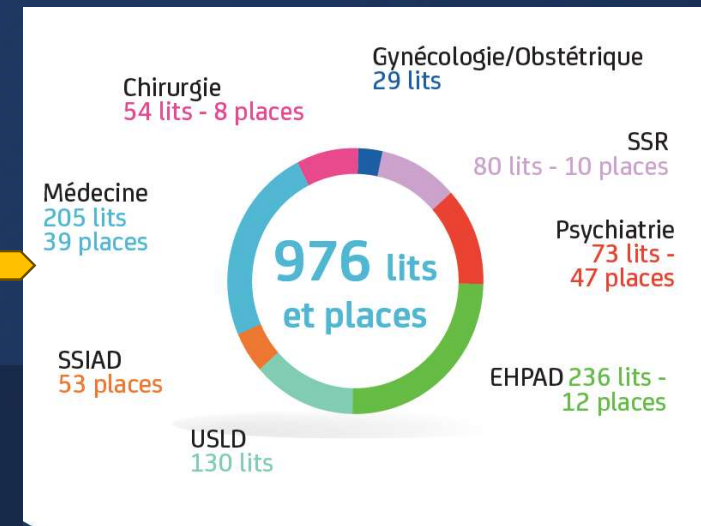 Gynécologie/Obstétrique
29 lits
Chirurgie
54 lits - 8 places
SSR
80 lits - 10 places
Médecine
205 lits
39 places
Psychiatrie
73 lits -
47 places
976 lits
et places
SSIAD
53 places
EHPAD 236 lits -
12 places
USLD
130 lits